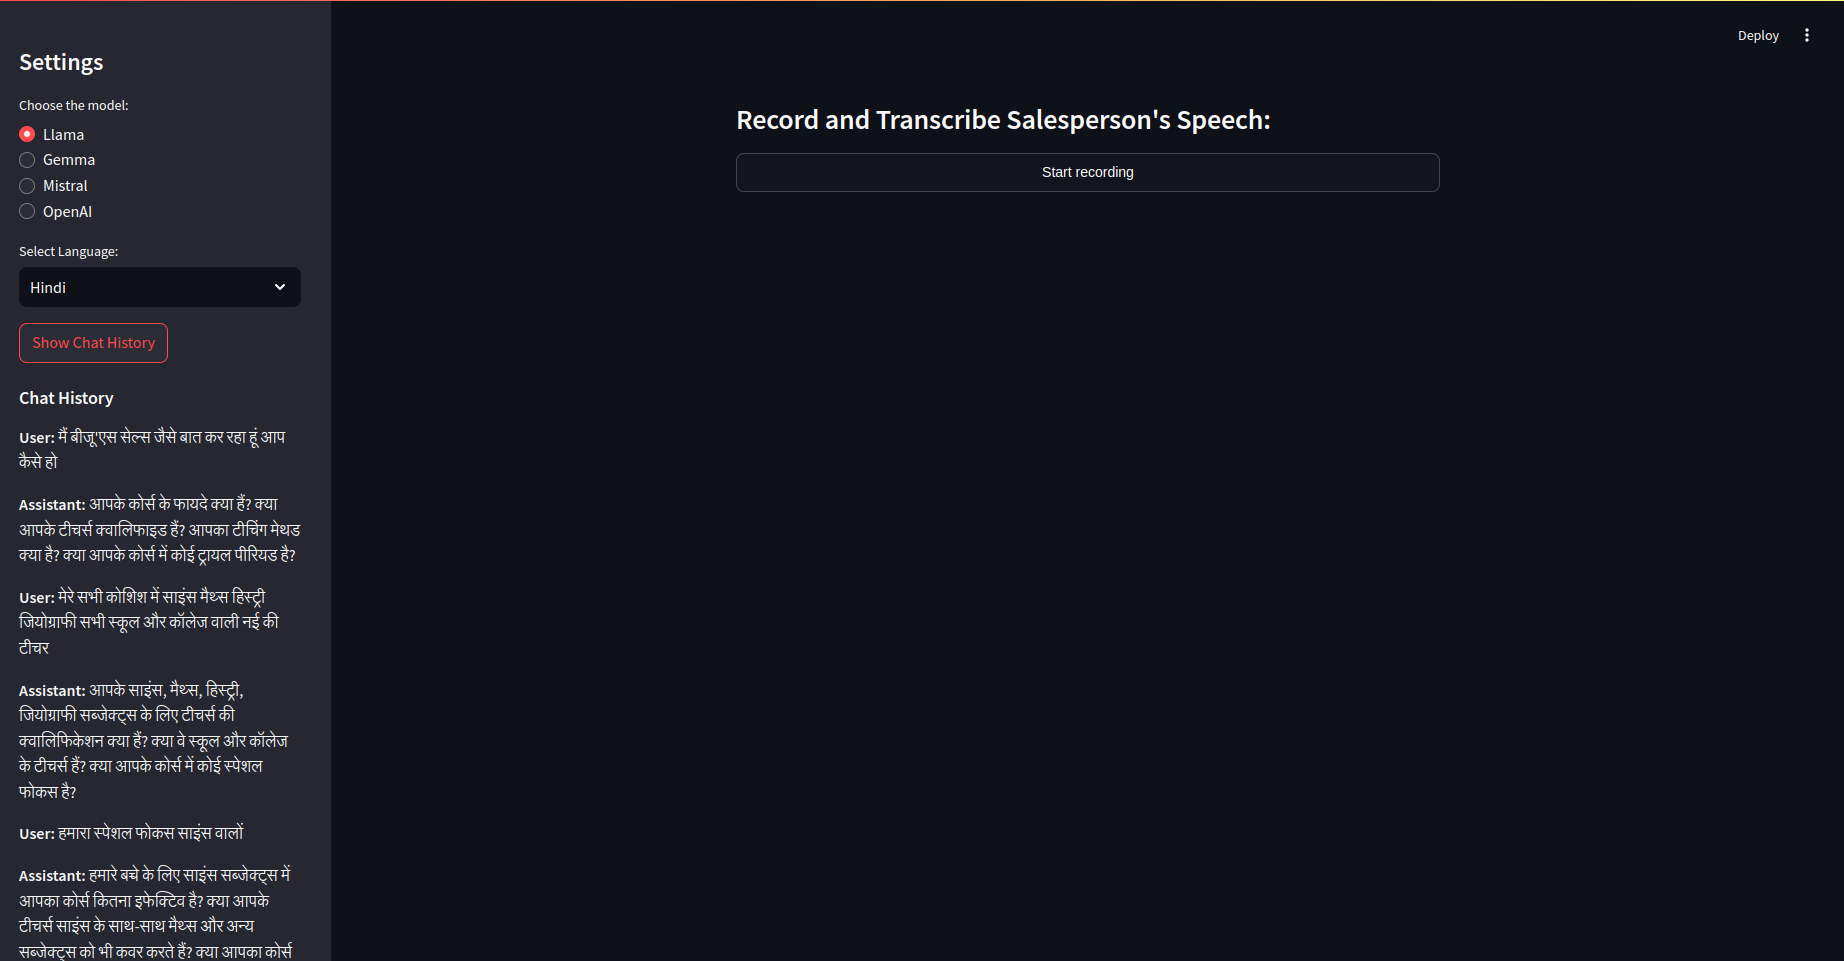 Deploy
Settings
Choose the model:
Llama
Gemma
Mistral
OpenAI
Select Language:
Hindi
Show Chat History
Chat History
User: मैं बीजू'एस सेल्स जैसे बात कर रहा हूं आप
कैसे हो
Assistant: आपके कोर्स के फायदे क्या हैं? क्या
आपके टीचर्स क्वालिफाइड हैं? आपका टीचिंग मेथड
क्या है? क्या आपके कोर्स में कोई ट्रायल पीरियड है?
User: मेरे सभी कोशिश में साइंस मैथ्स हिस्ट्री
जियोग्राफी सभी स्कूल और कॉलेज वाली नई की
टीचर
Assistant: आपके साइंस, मैथ्स, हिस्ट्री,
जियोग्राफी सब्जेक्ट्स के लिए टीचर्स की
क्वालिफिकेशन क्या हैं? क्या वे स्कूल और कॉलेज
के टीचर्स हैं? क्या आपके कोर्स में कोई स्पेशल
फोकस है?
User: हमारा स्पेशल फोकस साइंस वालों
Assistant: हमारे बचे के लिए साइंस सब्जेक्ट्स में
आपका कोर्स कितना इफेक्टिव है? क्या आपके
टीचर्स साइंस के साथ-साथ मैथ्स और अन्य
सब्जेक्ट्स को भी कवर करते हैं? क्या आपका कोर्स
Record and Transcribe Salesperson's Speech:
Start recording